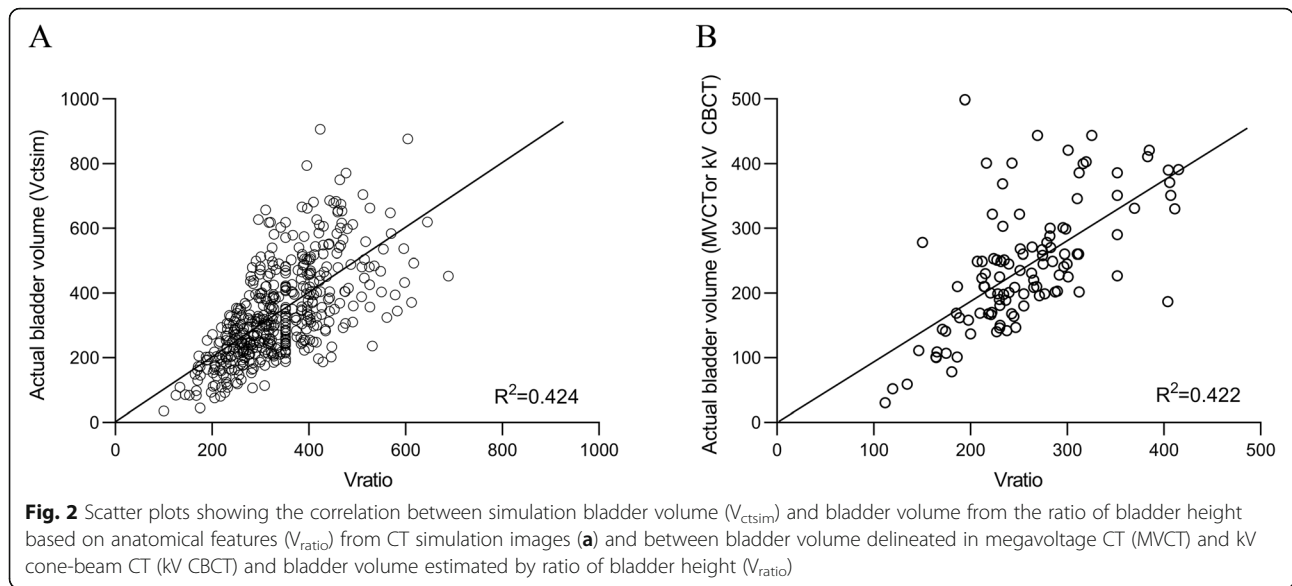 A
B
Actual bladder volume (Vctsim)
1000
800
600
400
200
0
0 200 400 600 800 1000
Vratio
R²=0.424
Actual bladder volume (MVCTor kV CBCT)
500
400
300
200
100
0
0 100 200 300 400 500
Vratio
R²=0.422
Fig. 2 Scatter plots showing the correlation between simulation bladder volume (Vctsim) and bladder volume from the ratio of bladder height
based on anatomical features (Vratio) from CT simulation images (a) and between bladder volume delineated in megavoltage CT (MVCT) and kV
cone-beam CT (kV CBCT) and bladder volume estimated by ratio of bladder height (Vratio)